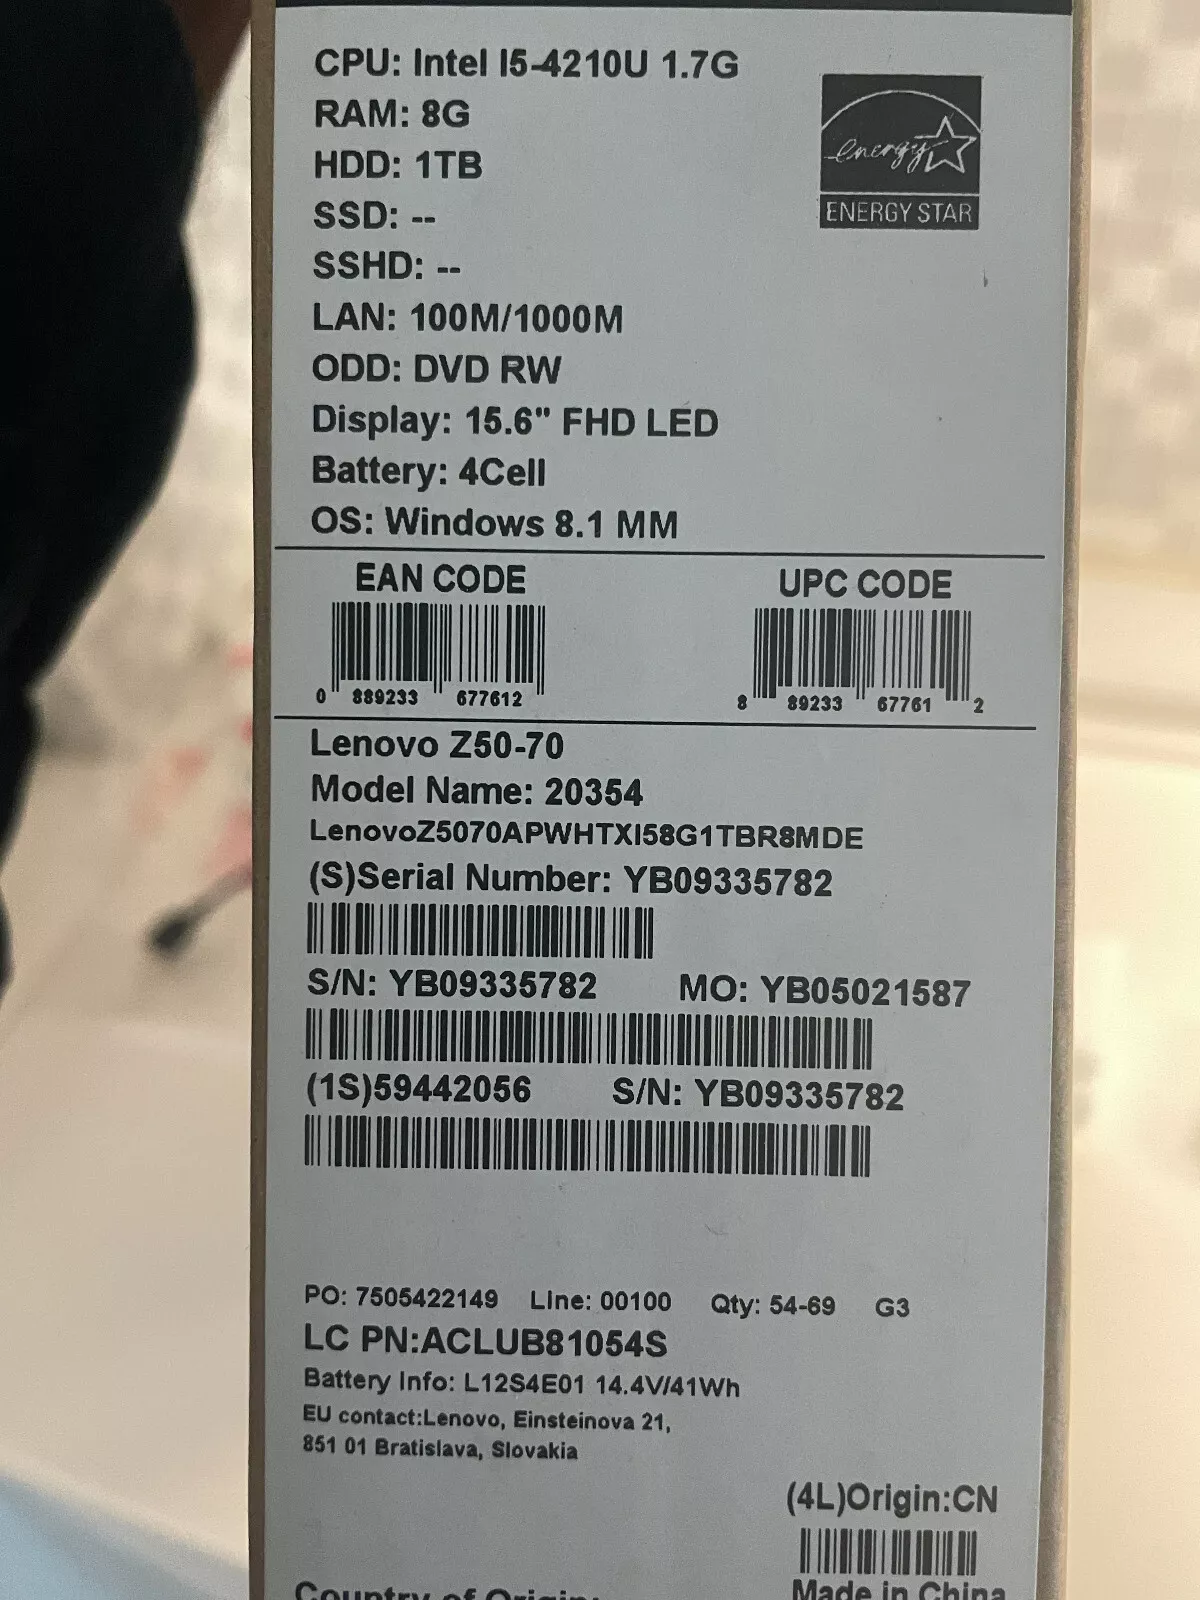 CPU: Intel I5-4210U 1.7G
RAM: 8G
HDD: 1TB
SSD: --
SSHD: --
LAN: 100M/1000M
ODD: DVD RW
Display: 15.6" FHD LED
Battery: 4Cell
OS: Windows 8.1 MM
energy
ENERGY STAR
EAN CODE
0 889233 677612
UPC CODE
8 89233 67761 2
Lenovo Z50-70
Model Name: 20354
LenovoZ5070APWHTXI58G1TBR8MDE
(S)Serial Number: YB09335782
S/N: YB09335782 MO: YB05021587
(1S)59442056 S/N: YB09335782
PO: 7505422149 Line: 00100 Qty: 54-69 G3
LC PN:ACLUB81054S
Battery Info: L12S4E01 14.4V/41Wh
EU contact:Lenovo, Einsteinova 21,
851 01 Bratislava, Slovakia
(4L)Origin:CN
Country of Origin:
Made in China